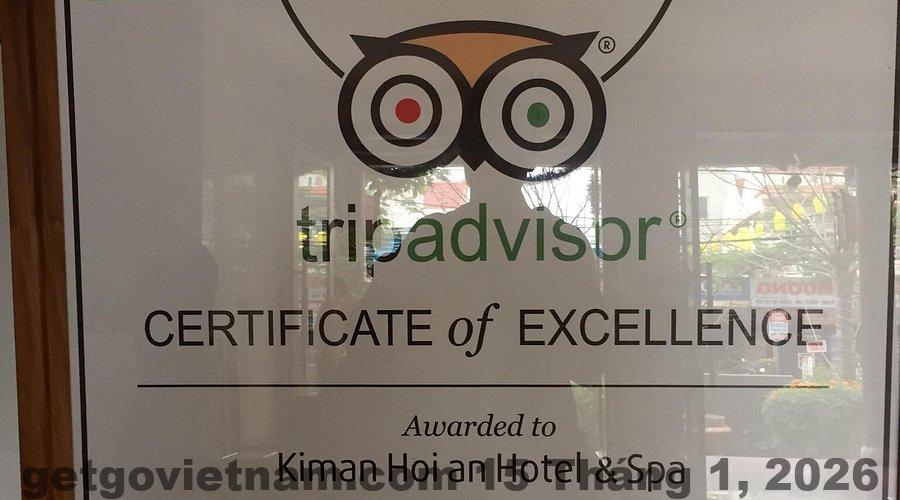 ®
tripadvisor®
CERTIFICATE of EXCELLENCE
Awarded to
Kiman Hoi an Hotel & Spa
getgovietnam.com 15 Tháng 1, 2026